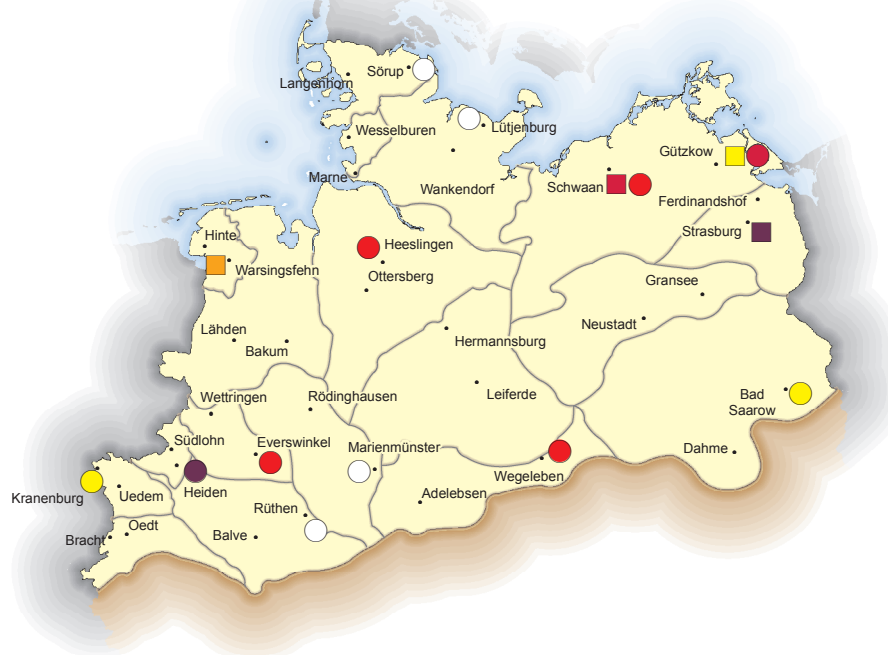 Sörup
Langenhorn
Lütjenburg
Wesselburen
Gützkow
Marne
Wankendorf
Schwaan
Ferdinandshof
Strasburg
Hinte
Heeslingen
Warsingsfehn
Ottersberg
Gransee
Neustadt
Lähden
Hermannsburg
Bakum
Wettringen
Rödinghausen
Leiferde
Bad
Saarow
Südlohn
Everswinkel
Marienmünster
Dahme
Wegeleben
Kranenburg
Uedem
Heiden
Adelebsen
Rüthen
Oedt
Bracht
Balve